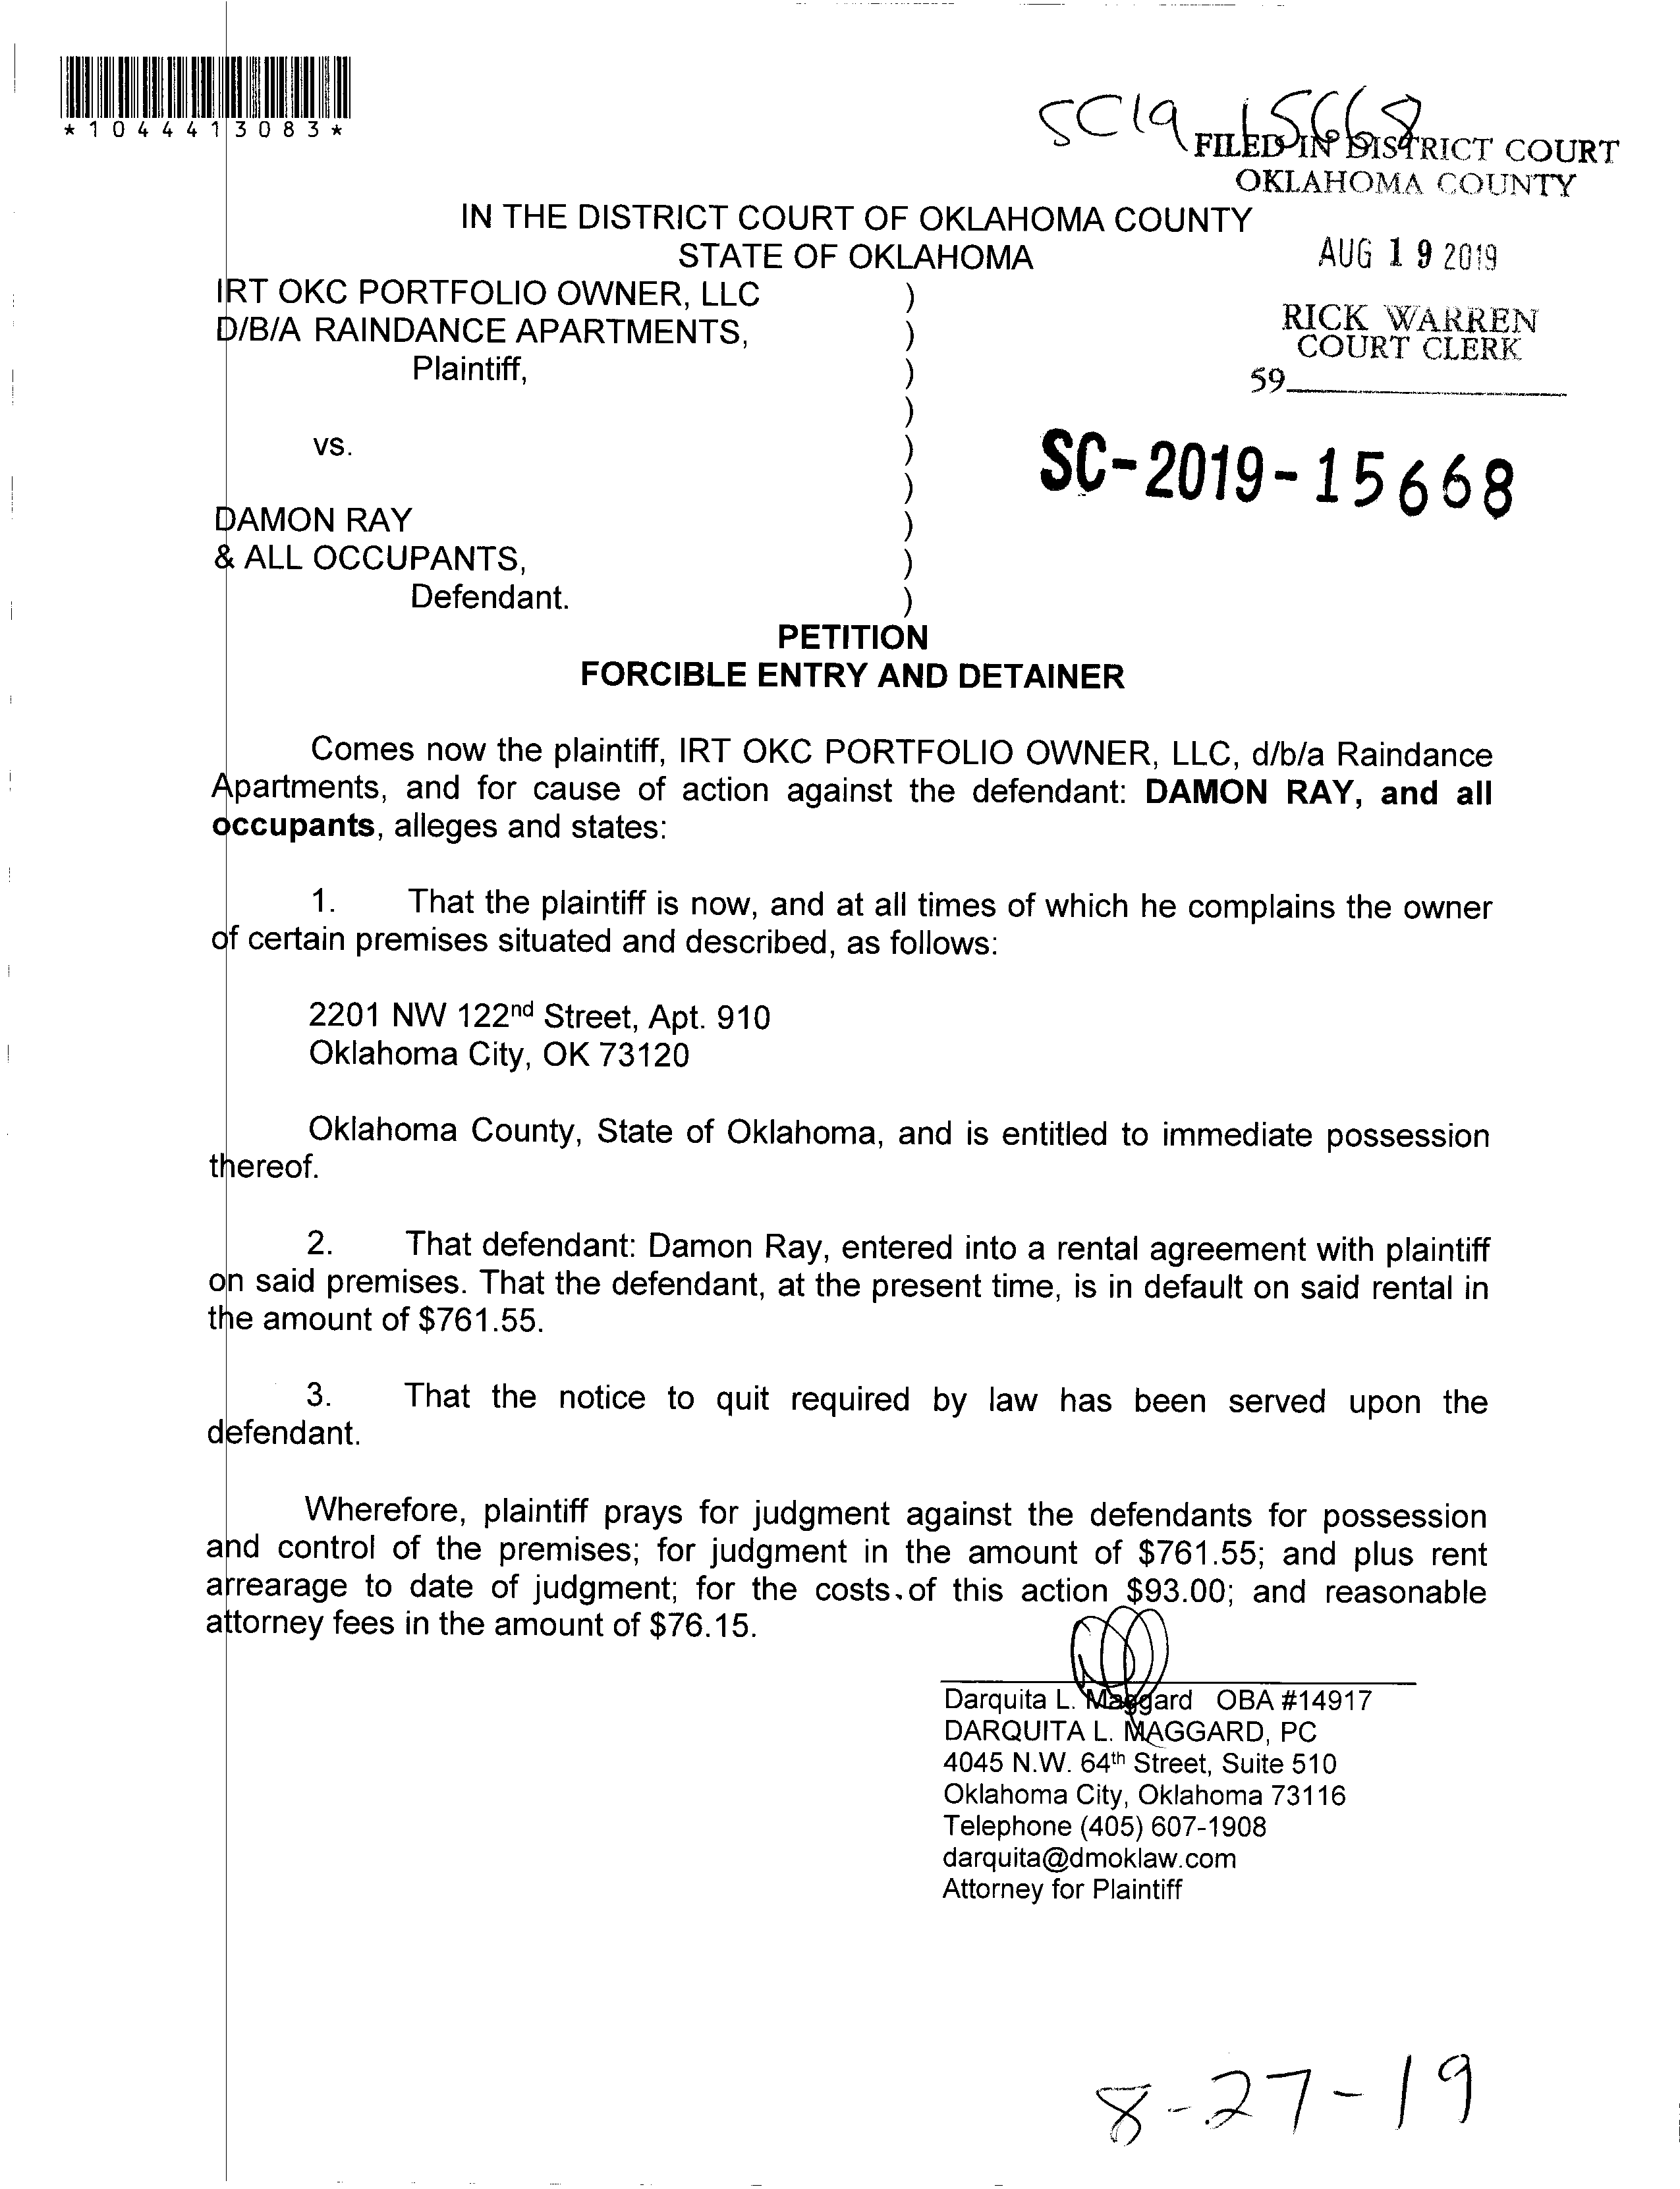 *1044413083*
SC19 15668
FILED IN DISTRICT COURT
OKLAHOMA COUNTY
IN THE DISTRICT COURT OF OKLAHOMA COUNTY
STATE OF OKLAHOMA
AUG 19 2019
IRT OKC PORTFOLIO OWNER, LLC )
D/B/A RAINDANCE APARTMENTS, )
Plaintiff, )
RICK WARREN
COURT CLERK
59
)
vs. )
)
SC-2019-15668
DAMON RAY )
& ALL OCCUPANTS, )
Defendant. )
PETITION
FORCIBLE ENTRY AND DETAINER
Comes now the plaintiff, IRT OKC PORTFOLIO OWNER, LLC, d/b/a Raindance
Apartments, and for cause of action against the defendant: DAMON RAY, and all
occupants, alleges and states:
1. That the plaintiff is now, and at all times of which he complains the owner
of certain premises situated and described, as follows:
2201 NW 122nd Street, Apt. 910
Oklahoma City, OK 73120
Oklahoma County, State of Oklahoma, and is entitled to immediate possession
thereof.
2. That defendant: Damon Ray, entered into a rental agreement with plaintiff
on said premises. That the defendant, at the present time, is in default on said rental in
the amount of $761.55.
3. That the notice to quit required by law has been served upon the
defendant.
Wherefore, plaintiff prays for judgment against the defendants for possession
and control of the premises; for judgment in the amount of $761.55; and plus rent
arrearage to date of judgment; for the costs of this action $93.00; and reasonable
attorney fees in the amount of $76.15.
Darquita L. Maggard OBA #14917
DARQUITA L. MAGGARD, PC
4045 N.W. 64th Street, Suite 510
Oklahoma City, Oklahoma 73116
Telephone (405) 607-1908
darquita@dmoklaw.com
Attorney for Plaintiff
8-27-19